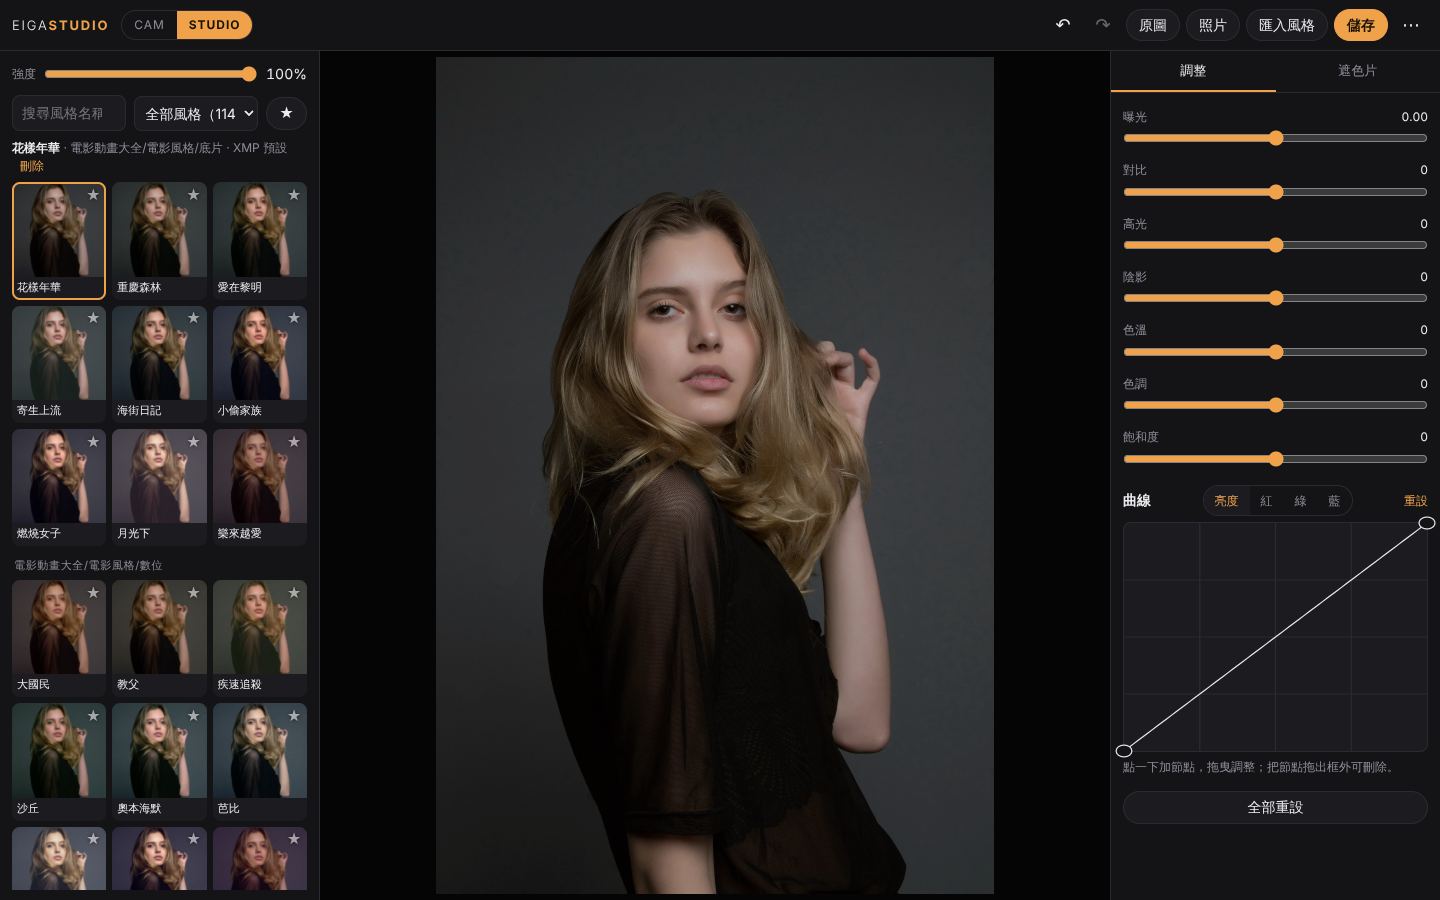 EIGASTUDIO
CAM
STUDIO
原圖
照片
匯入風格
儲存
強度
100%
搜尋風格名稱
全部風格（114
花樣年華 · 電影動畫大全/電影風格/底片 · XMP 預設
刪除
花樣年華
重慶森林
愛在黎明
寄生上流
海街日記
小偷家族
燃燒女子
月光下
樂來越愛
電影動畫大全/電影風格/數位
大國民
教父
疾速追殺
沙丘
奧本海默
芭比
調整
遮色片
曝光
0.00
對比
0
高光
0
陰影
0
色溫
0
色調
0
飽和度
0
曲線
亮度
紅
綠
藍
重設
點一下加節點，拖曳調整；把節點拖出框外可刪除。
全部重設